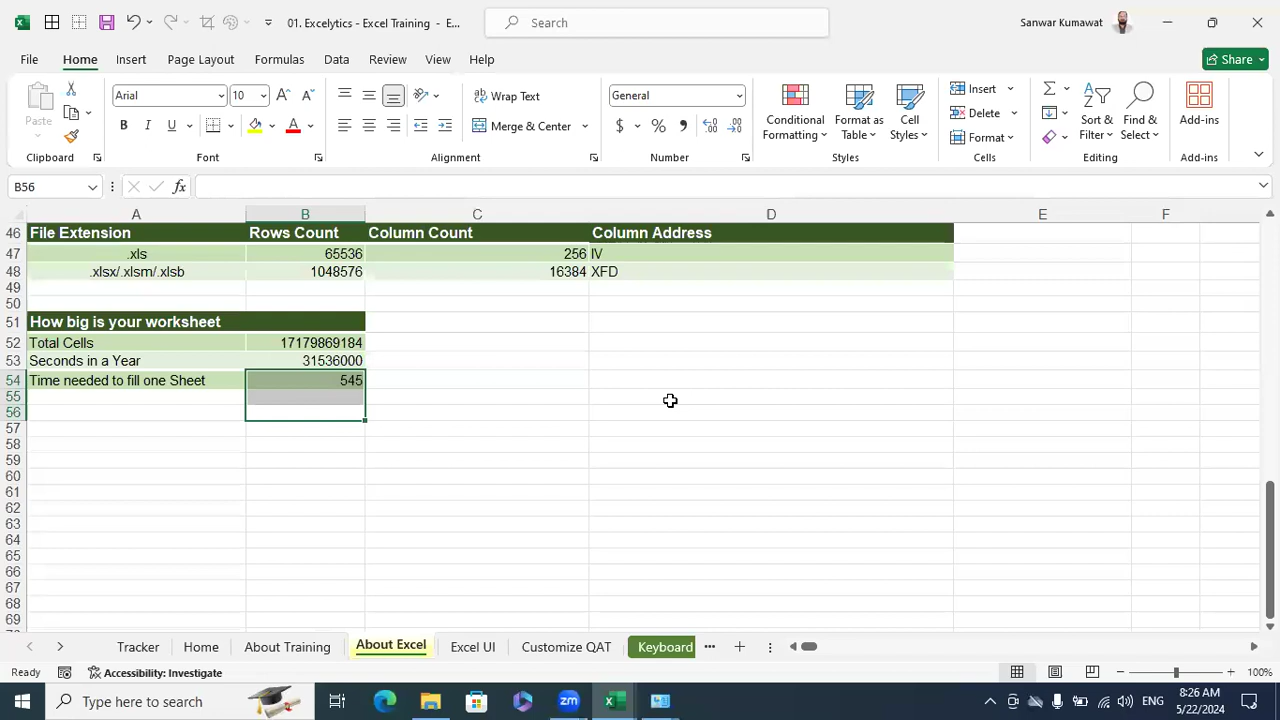 01. Excelytics - Excel Training - E...
Search
Sanwar Kumawat
File Home Insert Page Layout Formulas Data Review View Help
Share
Paste
Clipboard
Arial 10
B I U A
Font
Wrap Text
Merge & Center
Alignment
General
$ % ,
Number
Conditional Formatting
Format as Table
Cell Styles
Styles
Insert
Delete
Format
Cells
Sort & Filter
Find & Select
Editing
Add-ins
Add-ins
B56 fx
A B C D E F
46 File Extension Rows Count Column Count Column Address
47 .xls 65536 256 IV
48 .xlsx/.xlsm/.xlsb 1048576 16384 XFD
49
50
51 How big is your worksheet
52 Total Cells 17179869184
53 Seconds in a Year 31536000
54 Time needed to fill one Sheet 545
55
56
57
58
59
60
61
62
63
64
65
66
67
68
69
Tracker Home About Training About Excel Excel UI Customize QAT Keyboard
Ready Accessibility: Investigate 100%
Type here to search
ENG
8:26 AM
5/22/2024